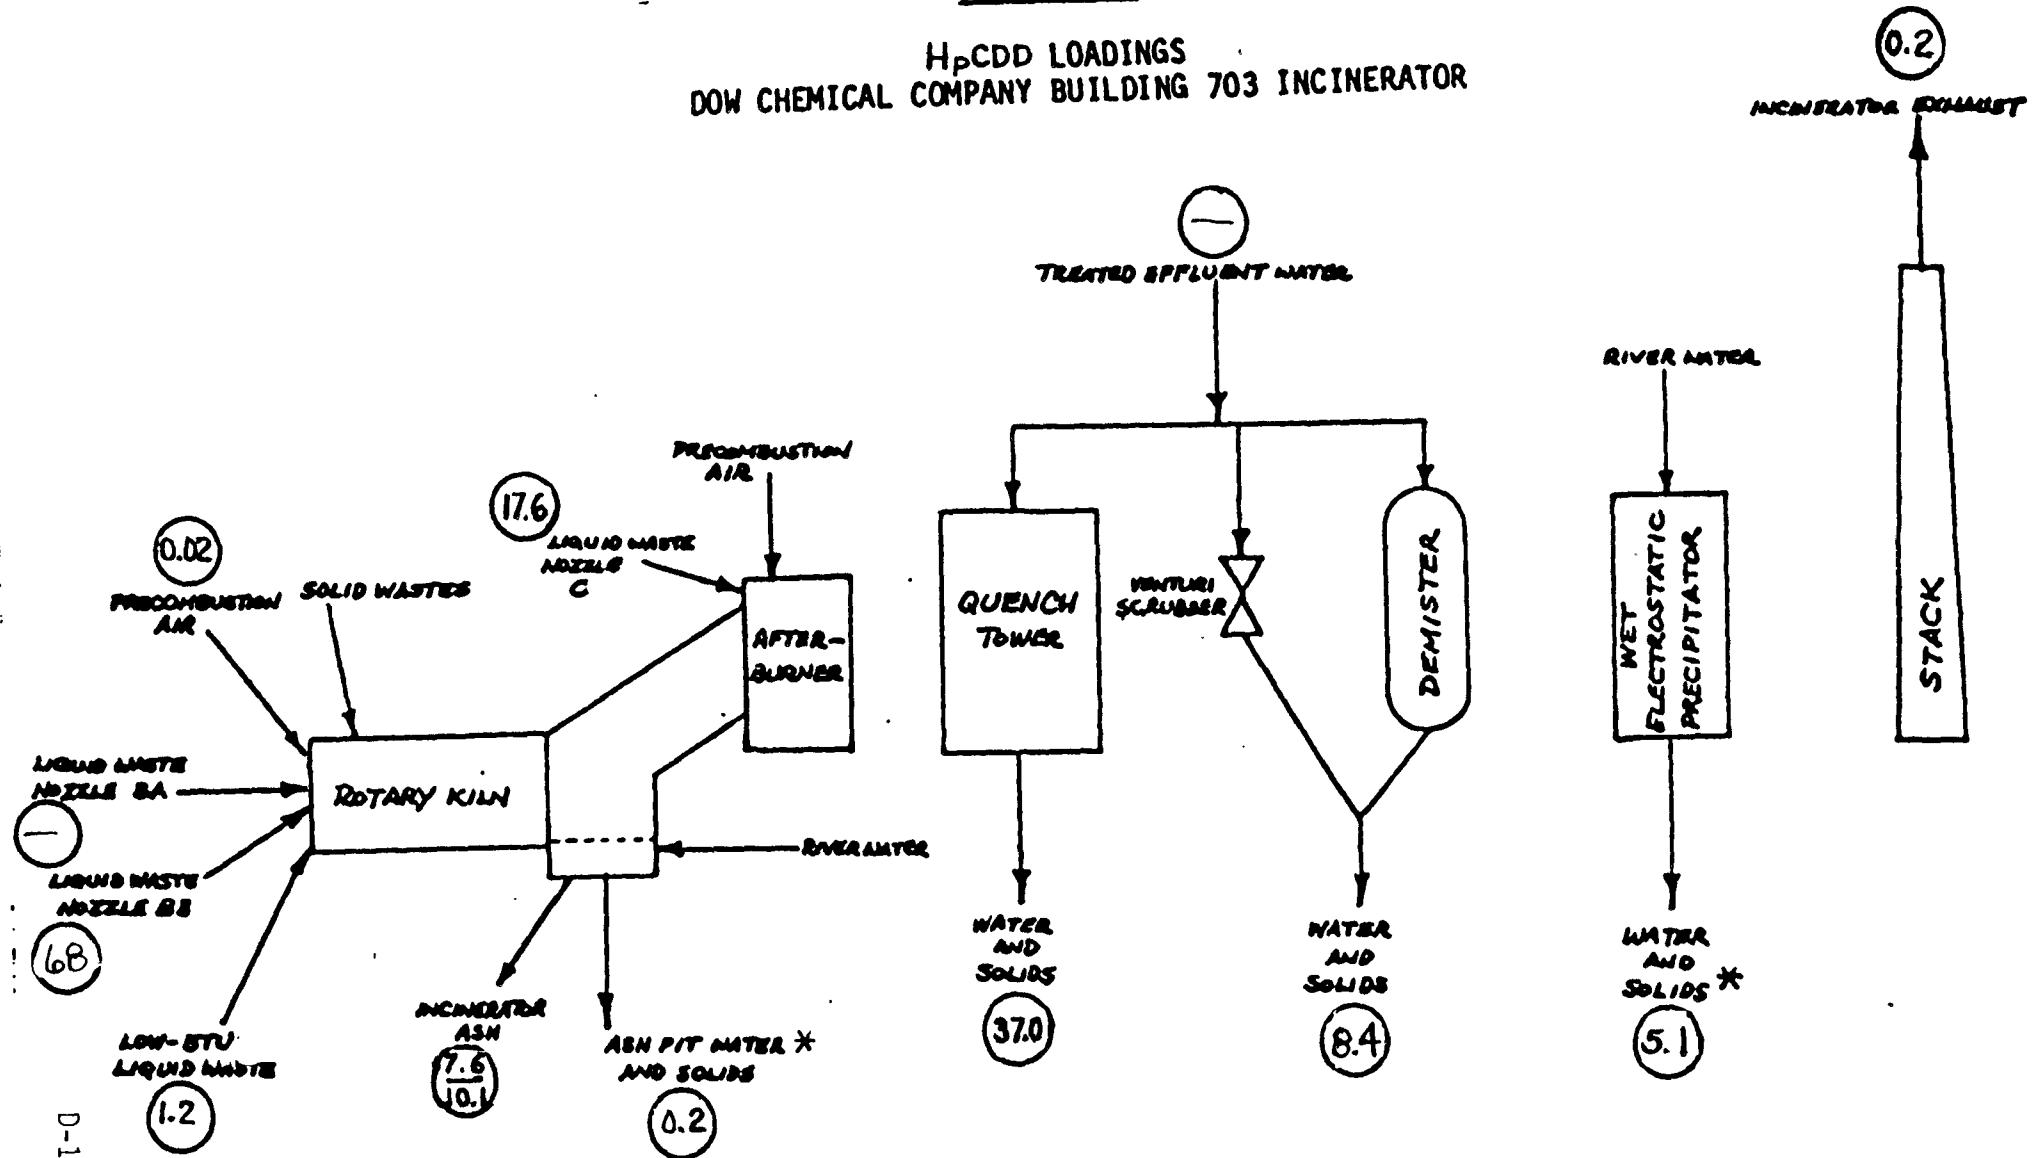 HpCDD LOADINGS
DOW CHEMICAL COMPANY BUILDING 703 INCINERATOR
0.2
INCINERATOR EXHAUST
—
TREATED EFFLUENT WATER
RIVER WATER
PRECOMBUSTION
AIR
17.6
LIQUID WASTE
NOZZLE
C
0.02
PRECOMBUSTION
AIR
SOLID WASTES
AFTER-
BURNER
QUENCH
TOWER
VENTURI
SCRUBBER
DEMISTER
WET
ELECTROSTATIC
PRECIPITATOR
STACK
LIQUID WASTE
NOZZLE BA
—
ROTARY KILN
RIVER WATER
LIQUID WASTE
NOZZLE BB
68
LOW-BTU
LIQUID WASTE
1.2
INCINERATOR
ASH
7.6
10.1
ASH PIT WATER *
AND SOLIDS
0.2
WATER
AND
SOLIDS
37.0
WATER
AND
SOLIDS
8.4
WATER
AND
SOLIDS *
5.1
D-1